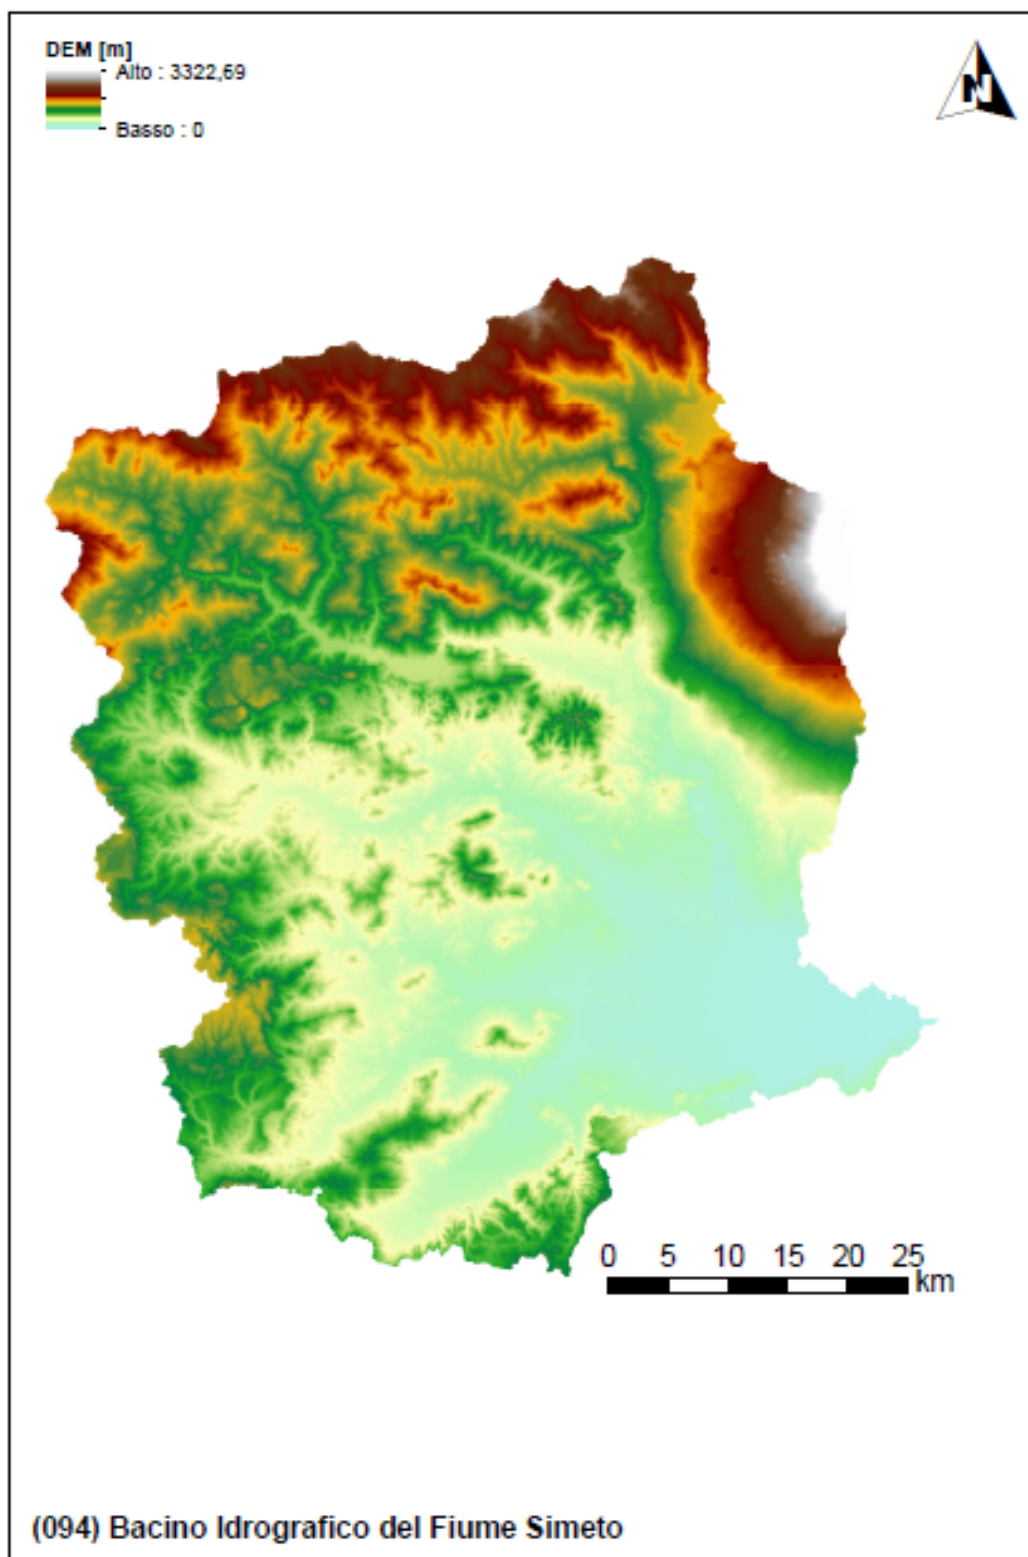 DEM [m]
Alto : 3322,69
Basso : 0
N
0 5 10 15 20 25
km
(094) Bacino Idrografico del Fiume Simeto